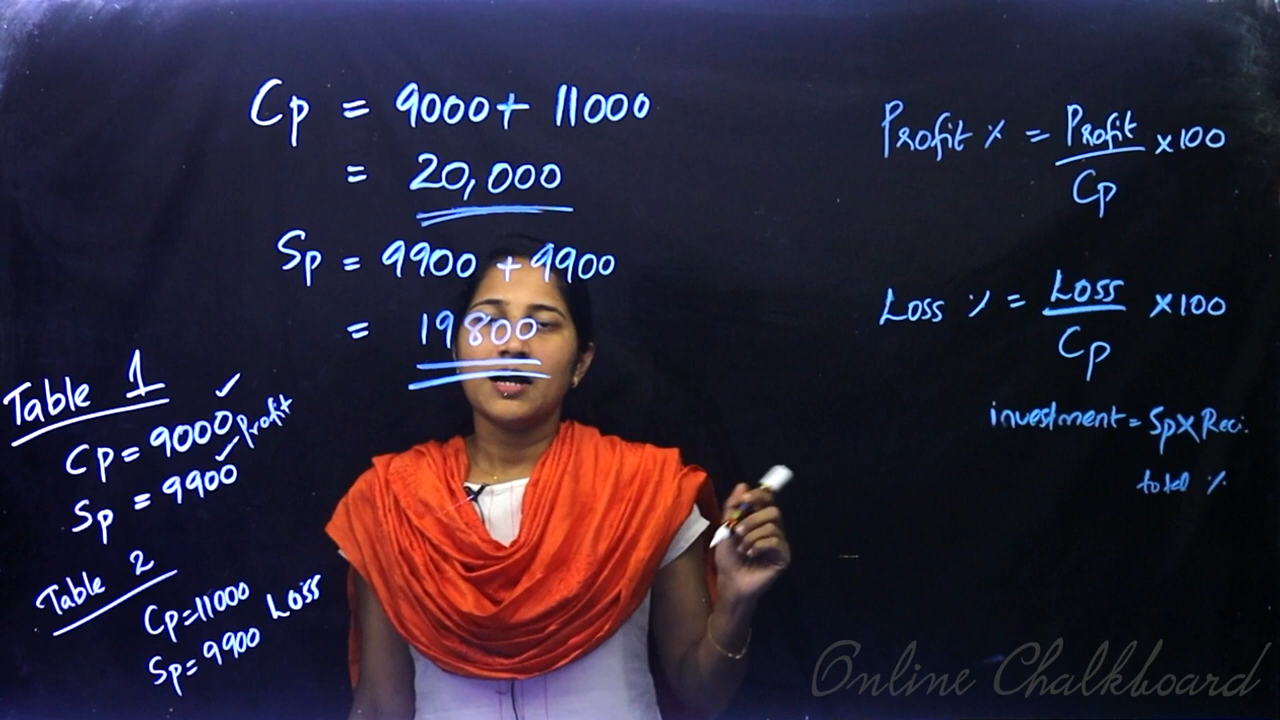 Cp = 9000 + 11000
= 20,000
Sp = 9900 + 9900
= 19800
Table 1
Cp = 9000 ✓
Sp = 9900 ✓ Profit
Table 2
Cp = 11000
Sp = 9900 Loss
Profit % = Profit / Cp × 100
Loss % = Loss / Cp × 100
investment = Sp × Reci.
total %
Online Chalkboard